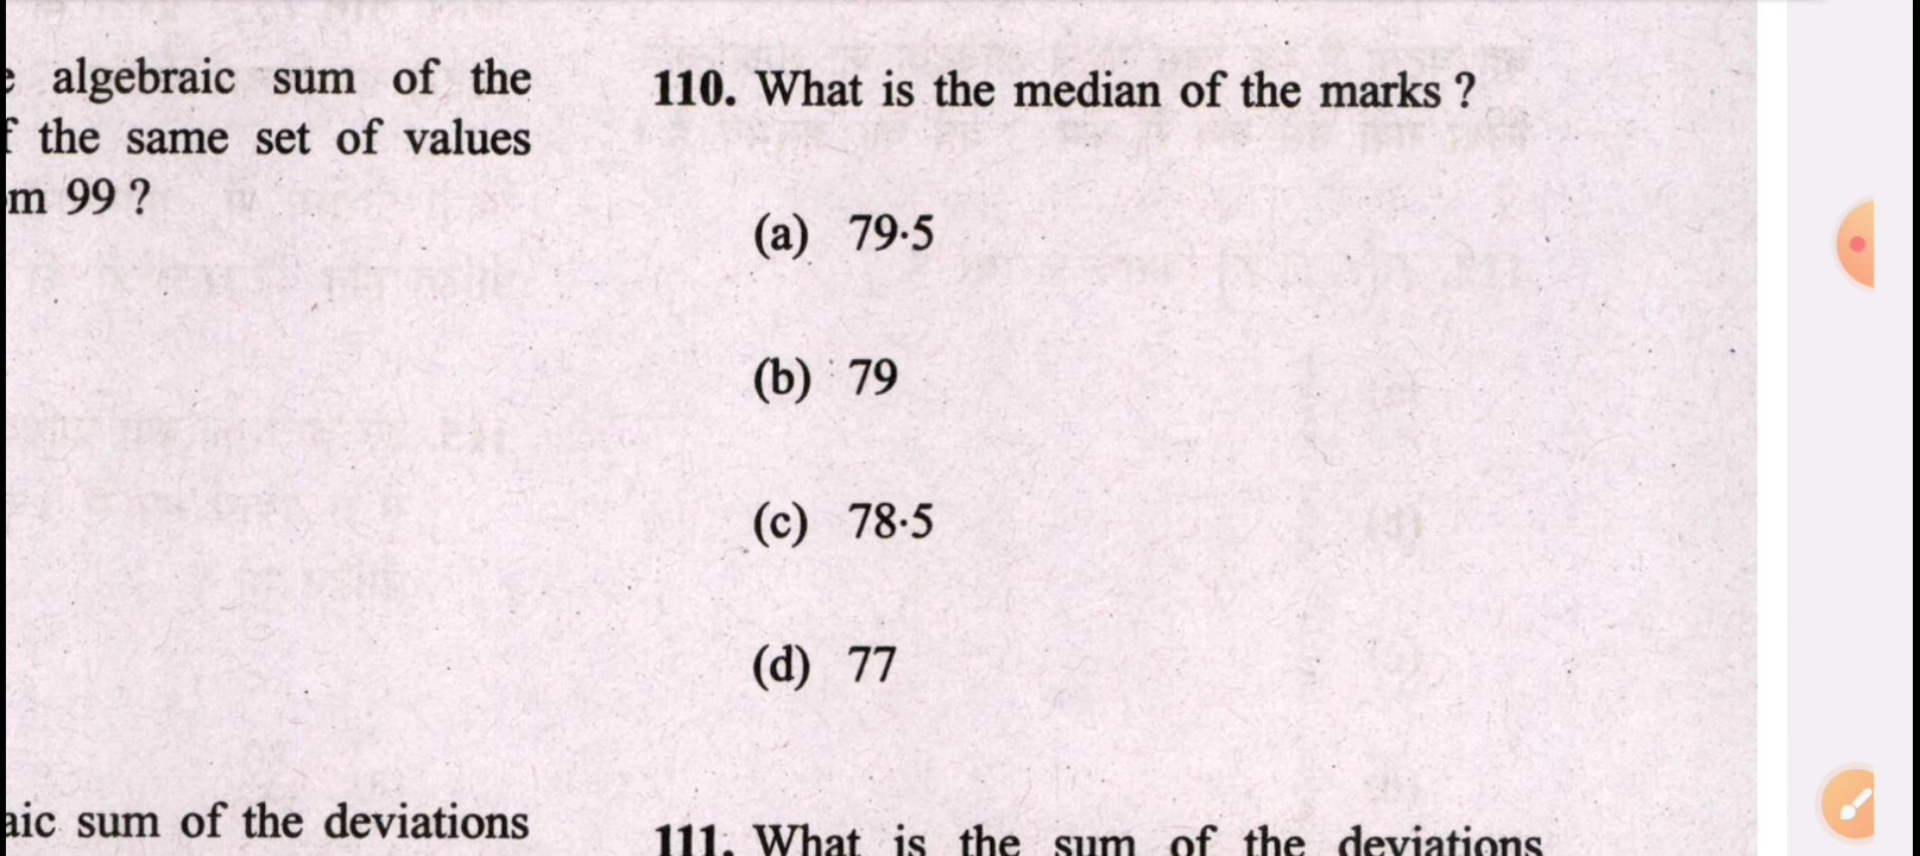 algebraic sum of the
the same set of values
m 99 ?
aic sum of the deviations
110. What is the median of the marks ?
(a) 79·5
(b) 79
(c) 78·5
(d) 77
111. What is the sum of the deviations